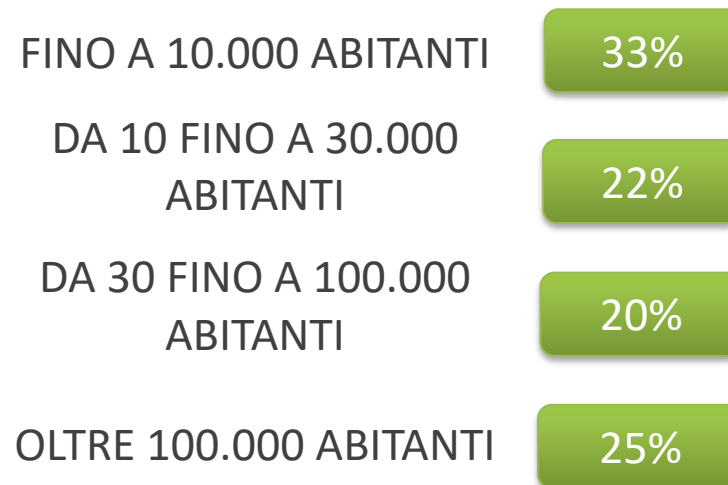 FINO A 10.000 ABITANTI 33%
DA 10 FINO A 30.000
ABITANTI
22%
DA 30 FINO A 100.000
ABITANTI
20%
OLTRE 100.000 ABITANTI 25%